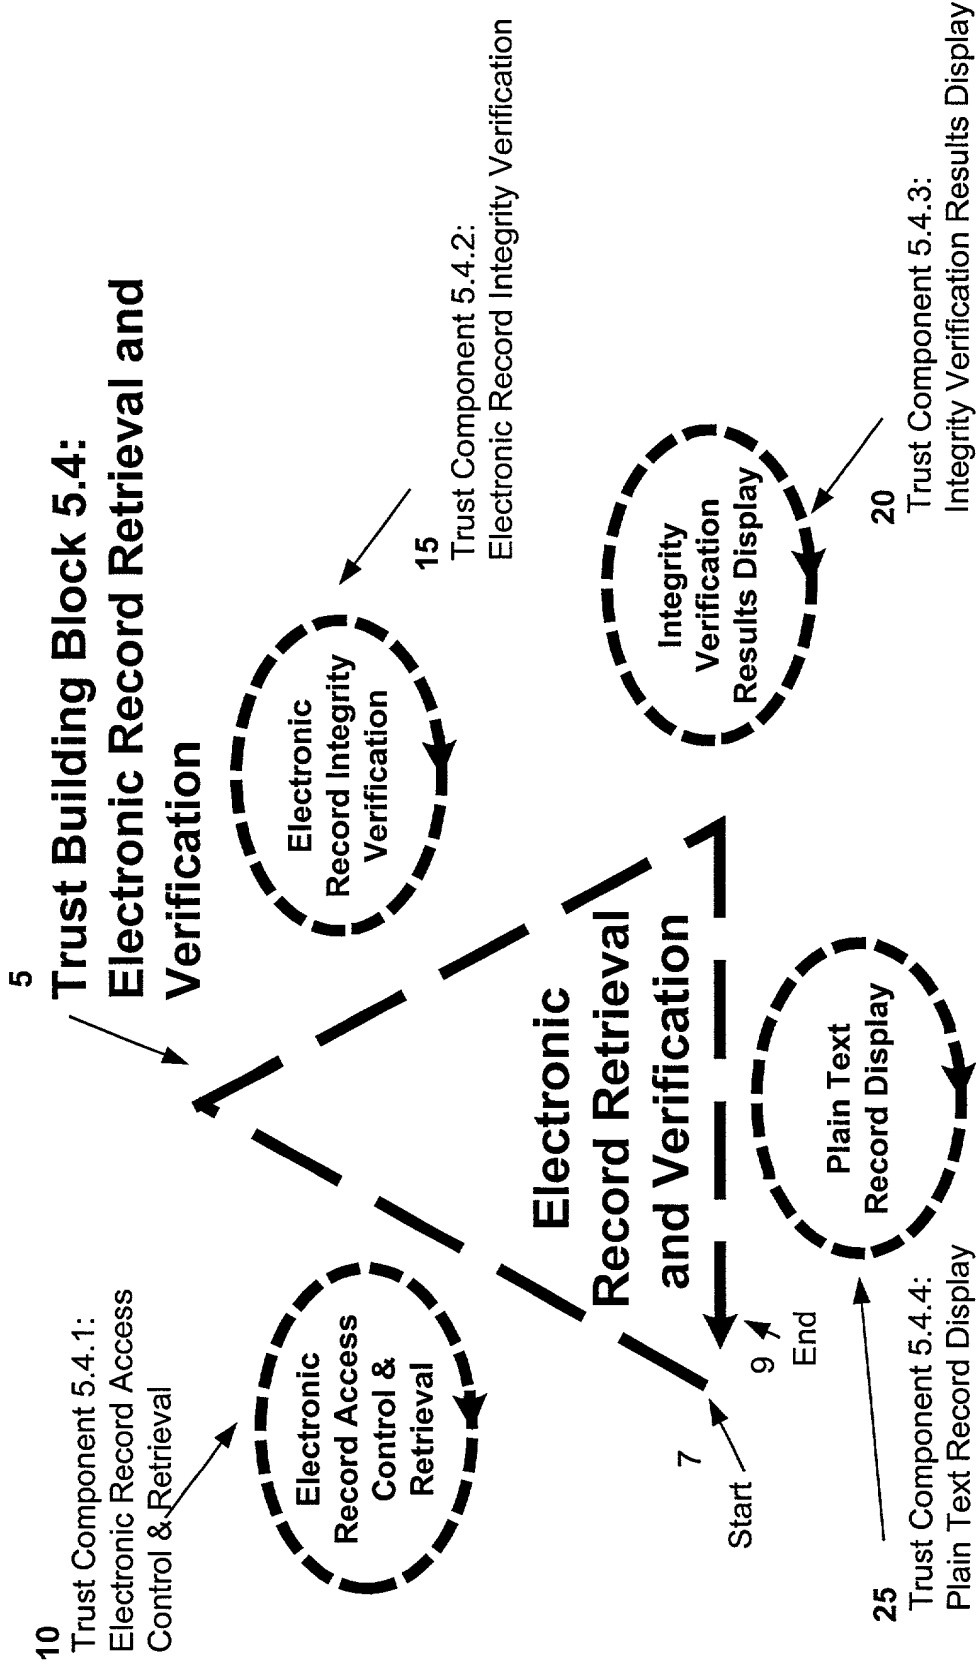 5
Trust Building Block 5.4:
Electronic Record Retrieval and
Verification
10
Trust Component 5.4.1:
Electronic Record Access
Control & Retrieval
Electronic
Record Access
Control &
Retrieval
Electronic
Record Integrity
Verification
15
Trust Component 5.4.2:
Electronic Record Integrity Verification
Electronic
Record Retrieval
and Verification
Integrity
Verification
Results Display
20
Trust Component 5.4.3:
Integrity Verification Results Display
7
Start
9
End
Plain Text
Record Display
25
Trust Component 5.4.4:
Plain Text Record Display